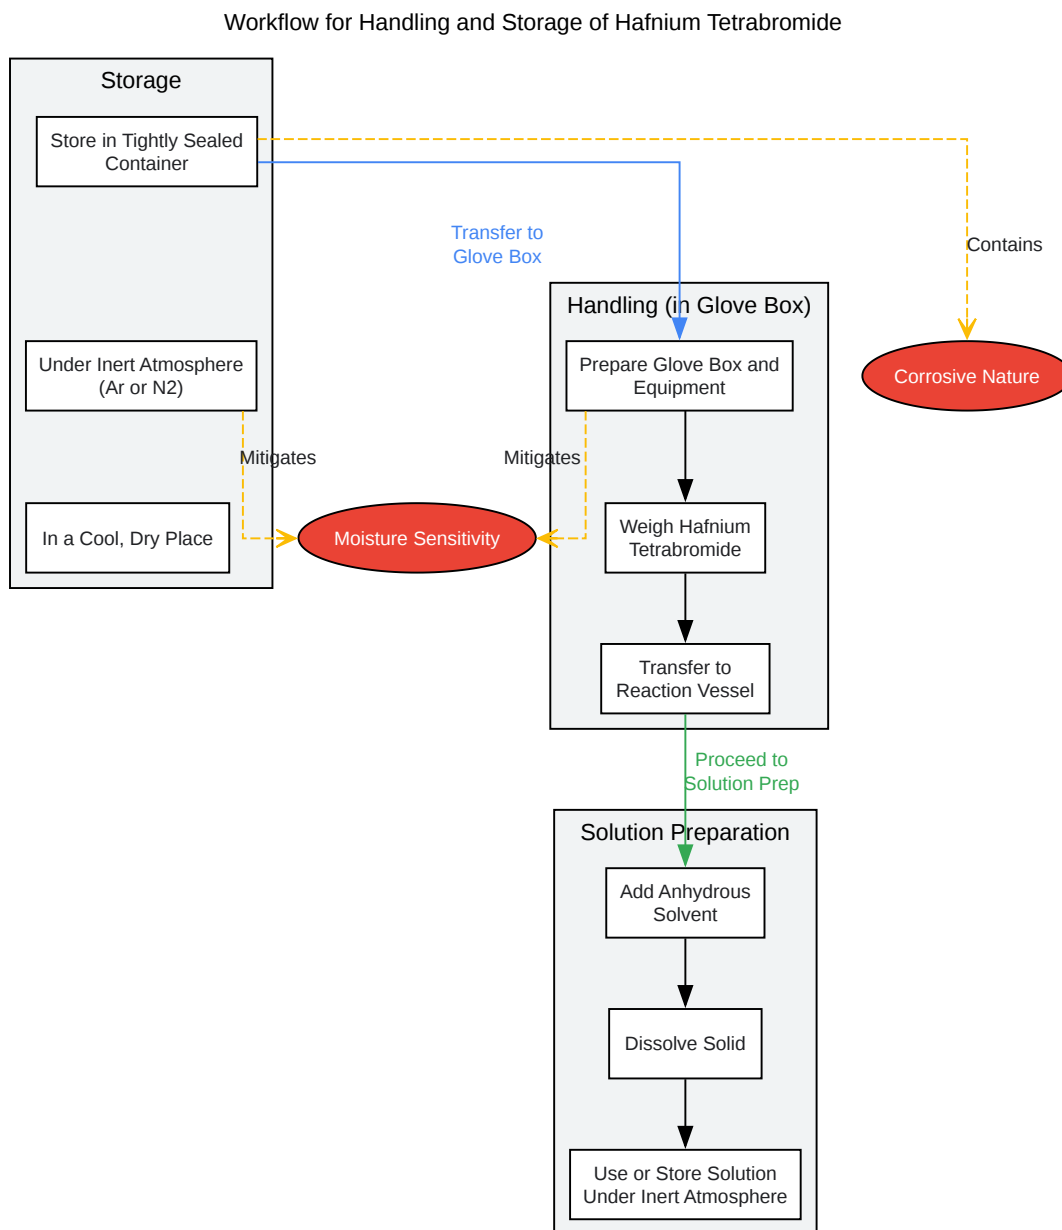 Workflow for Handling and Storage of Hafnium Tetrabromide
Storage
Store in Tightly Sealed
Container
Transfer to
Glove Box
Contains
Handling (in Glove Box)
Under Inert Atmosphere
(Ar or N2)
Prepare Glove Box and
Equipment
Corrosive Nature
Mitigates
Mitigates
In a Cool, Dry Place
Moisture Sensitivity
Weigh Hafnium
Tetrabromide
Transfer to
Reaction Vessel
Proceed to
Solution Prep
Solution Preparation
Add Anhydrous
Solvent
Dissolve Solid
Use or Store Solution
Under Inert Atmosphere